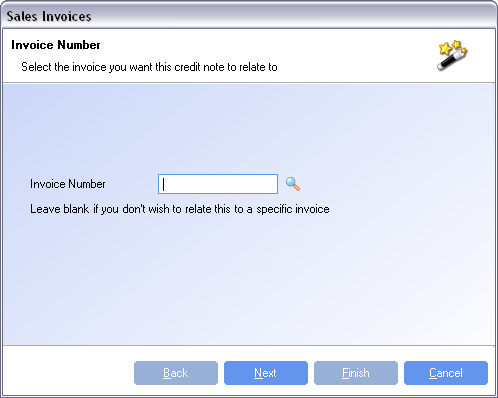 Sales Invoices
Invoice Number
Select the invoice you want this credit note to relate to
Invoice Number
Leave blank if you don't wish to relate this to a specific invoice
Back Next Finish Cancel